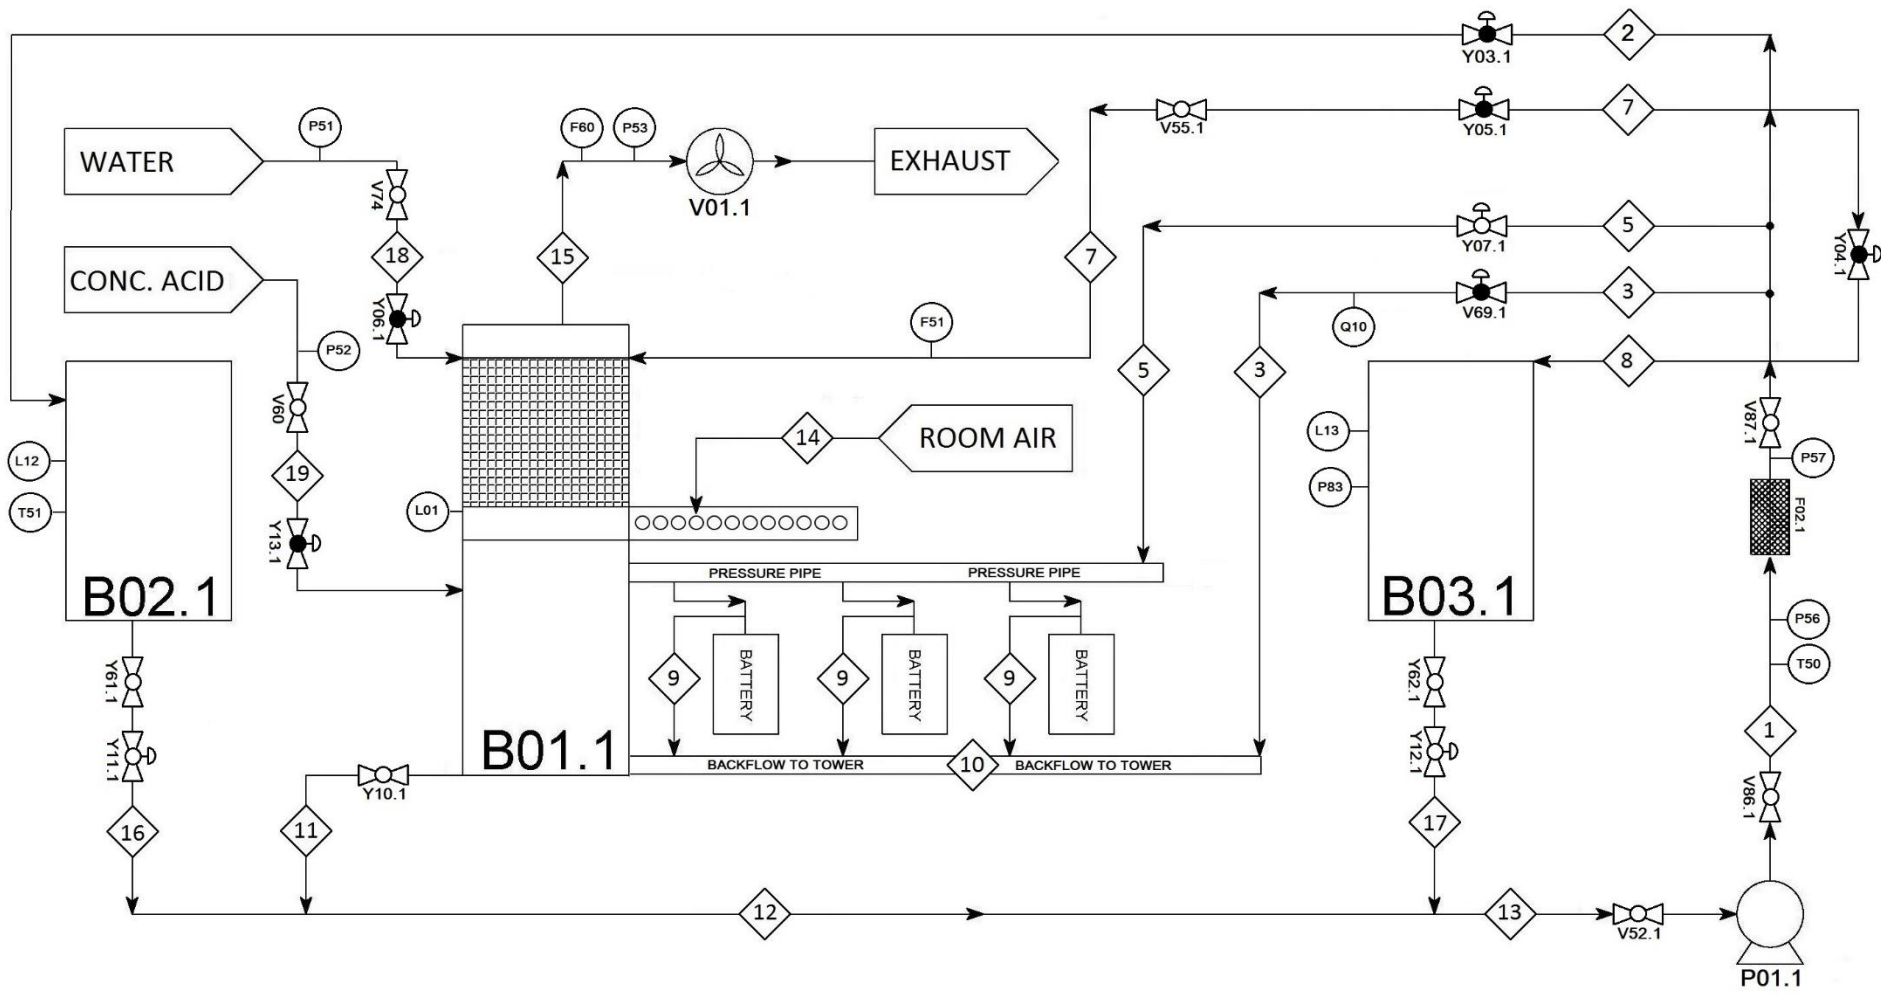 2
Y03.1
7
V55.1
Y05.1
WATER
P51
F60
P53
V01.1
EXHAUST
V74
18
15
7
5
Y07.1
Y04.1
CONC. ACID
Y06.1
3
V69.1
Q10
P52
F51
5
3
8
V60
L12
T51
19
14
ROOM AIR
L13
P83
V87.1
P57
L01
F02.1
Y13.1
B02.1
PRESSURE PIPE
PRESSURE PIPE
B03.1
P56
T50
Y61.1
9
BATTERY
9
BATTERY
9
BATTERY
Y62.1
Y11.1
B01.1
BACKFLOW TO TOWER
10
BACKFLOW TO TOWER
Y12.1
1
Y10.1
V86.1
16
11
17
12
13
V52.1
P01.1